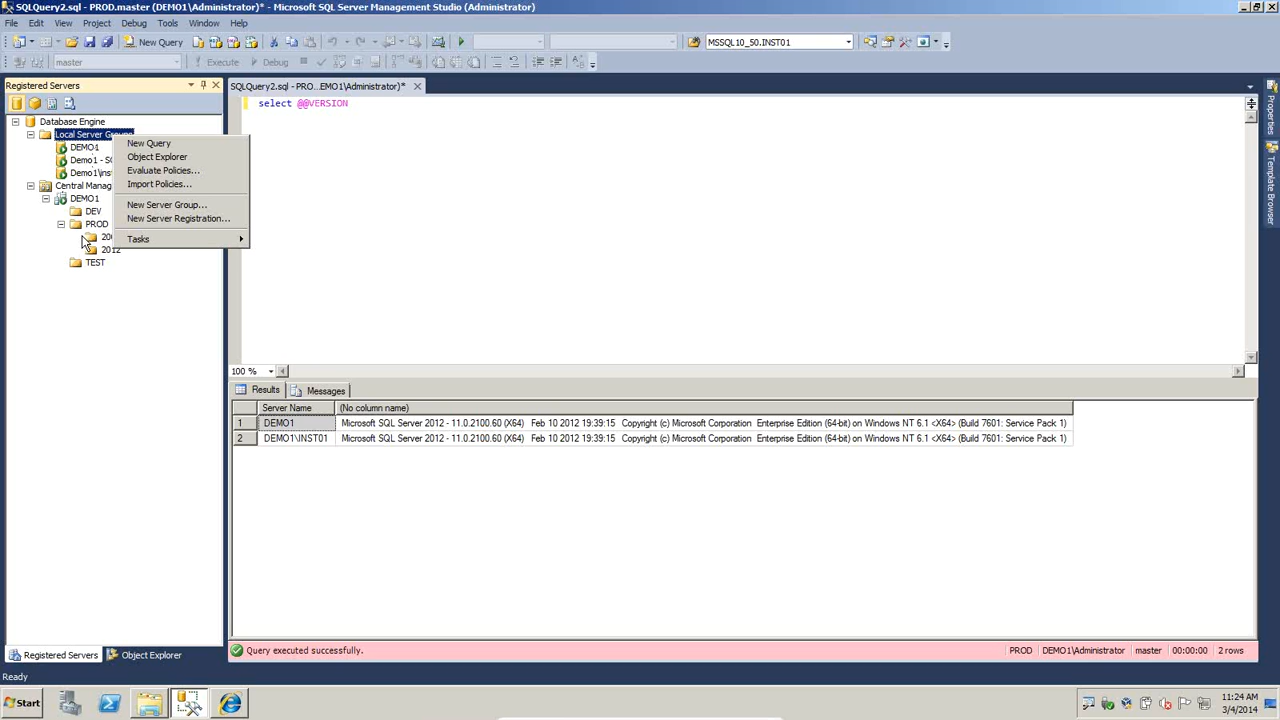 SQLQuery2.sql - PROD.master (DEMO1\Administrator)* - Microsoft SQL Server Management Studio (Administrator)
File Edit View Project Debug Tools Window Help
New Query
MSSQL10_50.INST01
master
Execute
Debug
Registered Servers
SQLQuery2.sql - PRO...EMO1\Administrator)*
select @@VERSION
Database Engine
Local Server Groups
DEMO1
Demo1 - S
Demo1\ins
Central Manag
DEMO1
DEV
PROD
20
2012
TEST
New Query
Object Explorer
Evaluate Policies...
Import Policies...
New Server Group...
New Server Registration...
Tasks
Properties
Template Browser
100 %
Results
Messages
Server Name
(No column name)
1
DEMO1
Microsoft SQL Server 2012 - 11.0.2100.60 (X64) Feb 10 2012 19:39:15 Copyright (c) Microsoft Corporation Enterprise Edition (64-bit) on Windows NT 6.1 <X64> (Build 7601: Service Pack 1)
2
DEMO1\INST01
Microsoft SQL Server 2012 - 11.0.2100.60 (X64) Feb 10 2012 19:39:15 Copyright (c) Microsoft Corporation Enterprise Edition (64-bit) on Windows NT 6.1 <X64> (Build 7601: Service Pack 1)
Query executed successfully.
PROD
DEMO1\Administrator
master
00:00:00
2 rows
Registered Servers
Object Explorer
Ready
Start
11:24 AM
3/4/2014